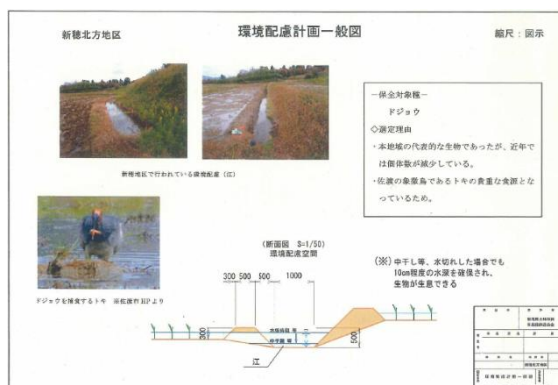 新穂北方地区
環境配慮計画一般図
縮尺：図示
新穂地区で行われている環境配慮（江）
－保全対象種－
ドジョウ
◇選定理由
・本地域の代表的な生物であったが、近年では
個体数が減少している。
・佐渡の象徴鳥であるトキの貴重な食源とな
っているため。
ドジョウを捕食するトキ ※佐渡市HPより
(断面図 S=1/50)
環境配慮空間
300 500 500 1000
300
500
江
(※) 中干し等、水切れした場合でも
10cm程度の水深を確保され、
生物が生息できる